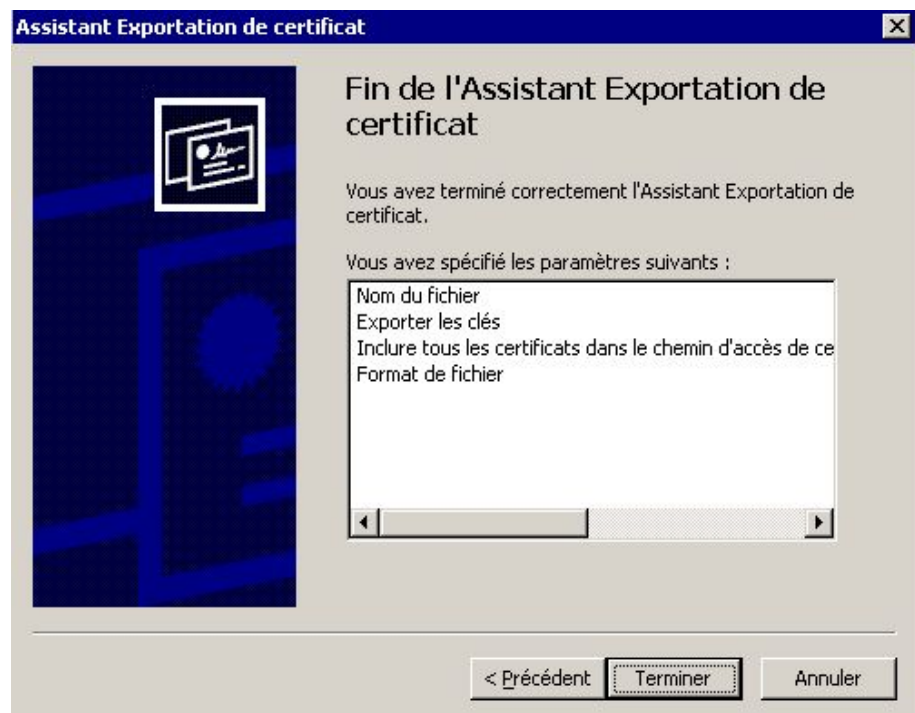 Assistant Exportation de certificat
Fin de l'Assistant Exportation de
certificat
Vous avez terminé correctement l'Assistant Exportation de
certificat.
Vous avez spécifié les paramètres suivants :
Nom du fichier
Exporter les clés
Inclure tous les certificats dans le chemin d'accès de ce
Format de fichier
< Précédent
Terminer
Annuler